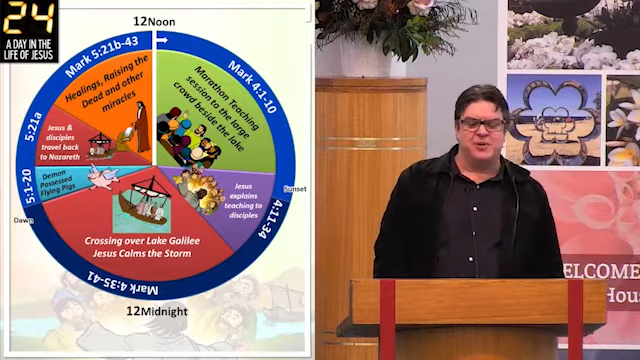 24
A DAY IN THE
LIFE OF JESUS
12Noon
Mark 5:21b-43
Mark 4:1-10
Healings, Raising the
Dead and other
miracles
Marathon Teaching
session to the large
crowd beside the lake
5:21a
Jesus &
disciples
travel back
to Nazareth
5:1-20
Demon
Possessed
Flying Pigs
Jesus
explains
teaching to
disciples
Sunset
4:11-34
Dawn
Crossing over Lake Galilee
Jesus Calms the Storm
Mark 4:35-41
12Midnight
WELCOME
Hous